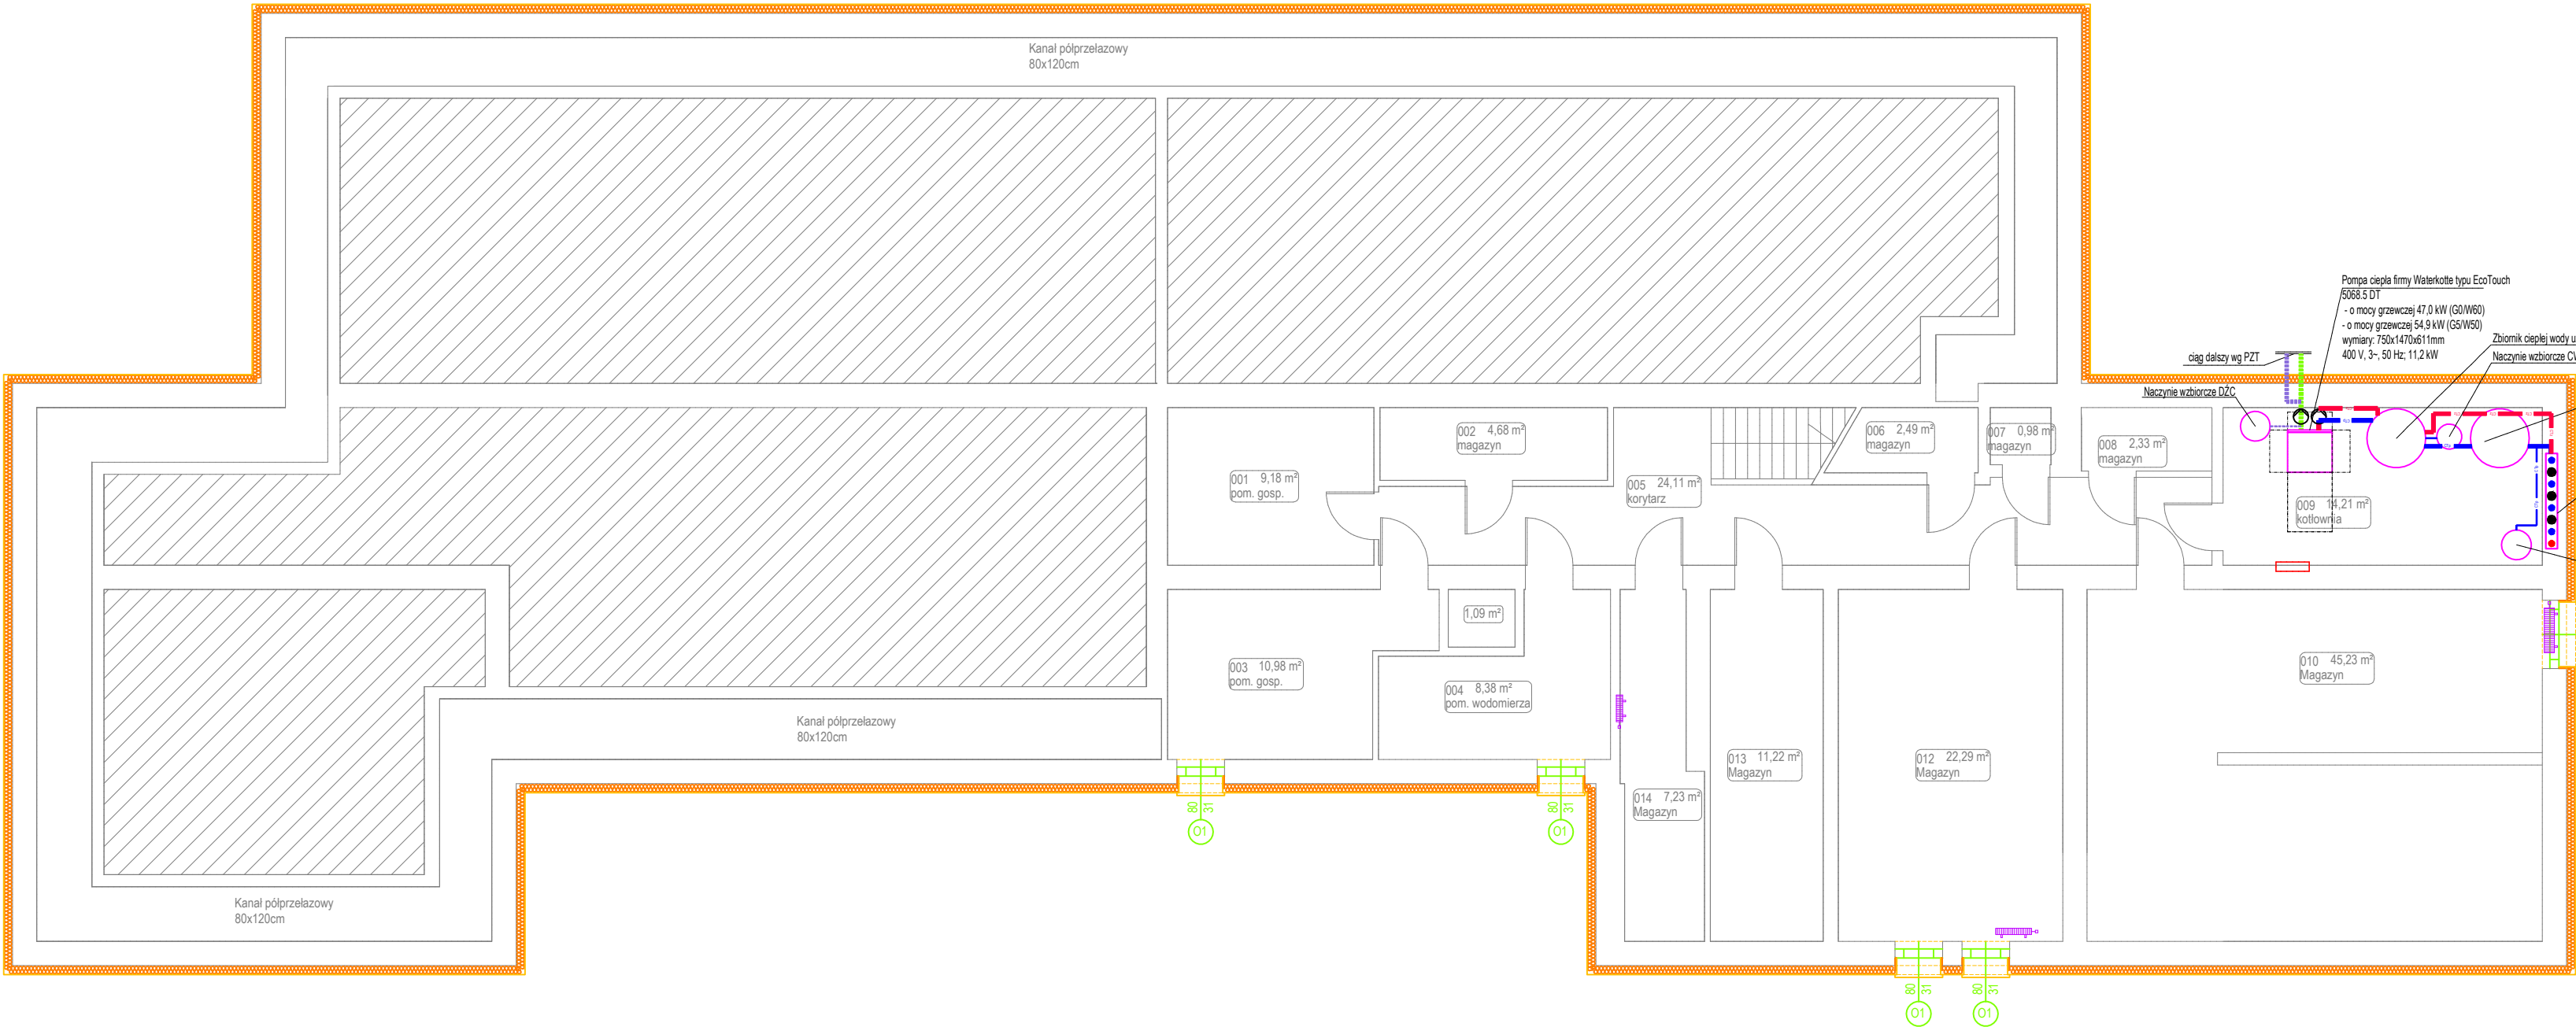 Kanał półprzełazowy
80x120cm
Pompa ciepła firmy Waterkotte typu EcoTouch
5068.5 DT
- o mocy grzewczej 47,0 kW (G0/W60)
- o mocy grzewczej 54,9 kW (G5/W50)
wymiary: 750x1470x611mm
400 V, 3~, 50 Hz; 11,2 kW
Zbiornik ciepłej wody u
Naczynie wzbiorcze CW
ciąg dalszy wg PZT
Naczynie wzbiorcze DŹC
001 9,18 m²
pom. gosp.
002 4,68 m²
magazyn
005 24,11 m²
korytarz
006 2,49 m²
magazyn
007 0,98 m²
magazyn
008 2,33 m²
magazyn
009 14,21 m²
kotłownia
1,09 m²
003 10,98 m²
pom. gosp.
004 8,38 m²
pom. wodomierza
010 45,23 m²
Magazyn
Kanał półprzełazowy
80x120cm
013 11,22 m²
Magazyn
012 22,29 m²
Magazyn
014 7,23 m²
Magazyn
80
31
O1
80
31
O1
Kanał półprzełazowy
80x120cm
80
31
O1
80
31
O1